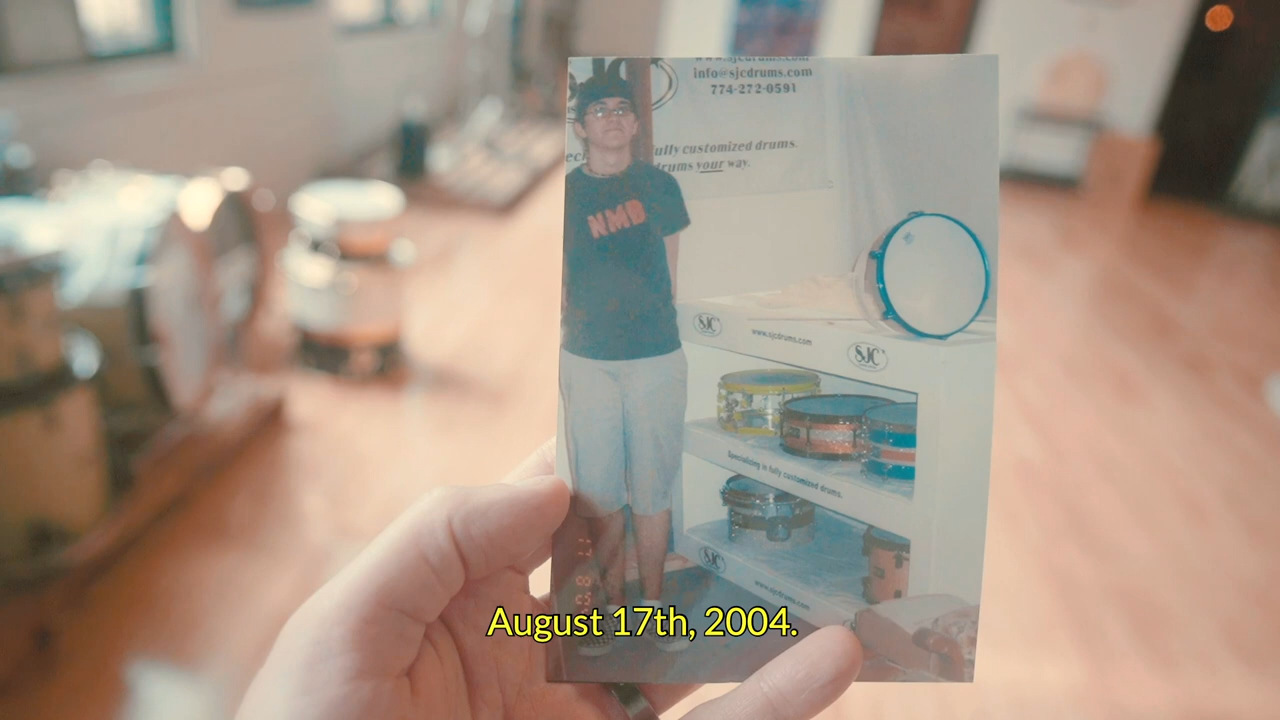 www.sjcdrums.com
info@sjcdrums.com
774-272-0591
fully customized drums.
drums your way.
NMB
SJC
www.sjcdrums.com
SJC
Specializing in fully customized drums.
SJC
www.sjcdrums.com
August 17th, 2004.